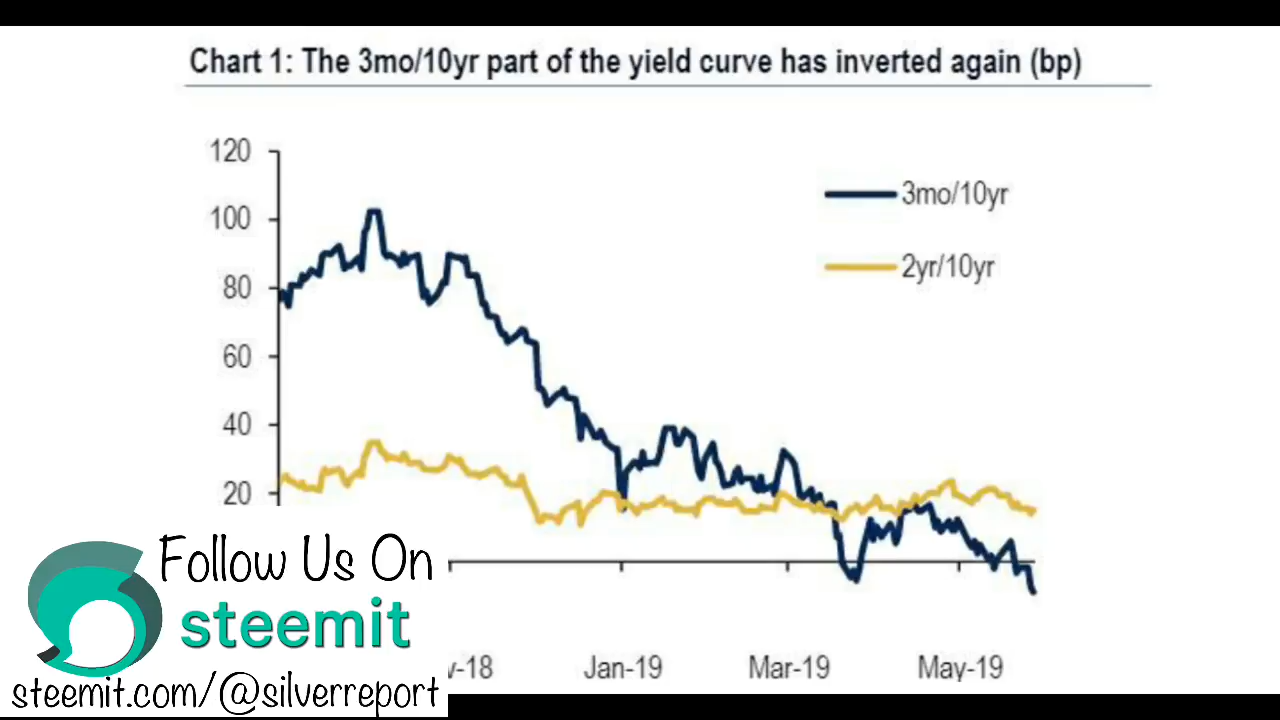 Chart 1: The 3mo/10yr part of the yield curve has inverted again (bp)
120
100
80
60
40
20
3mo/10yr
2yr/10yr
Follow Us On
steemit
steemit.com/@silverreport
v-18 Jan-19 Mar-19 May-19